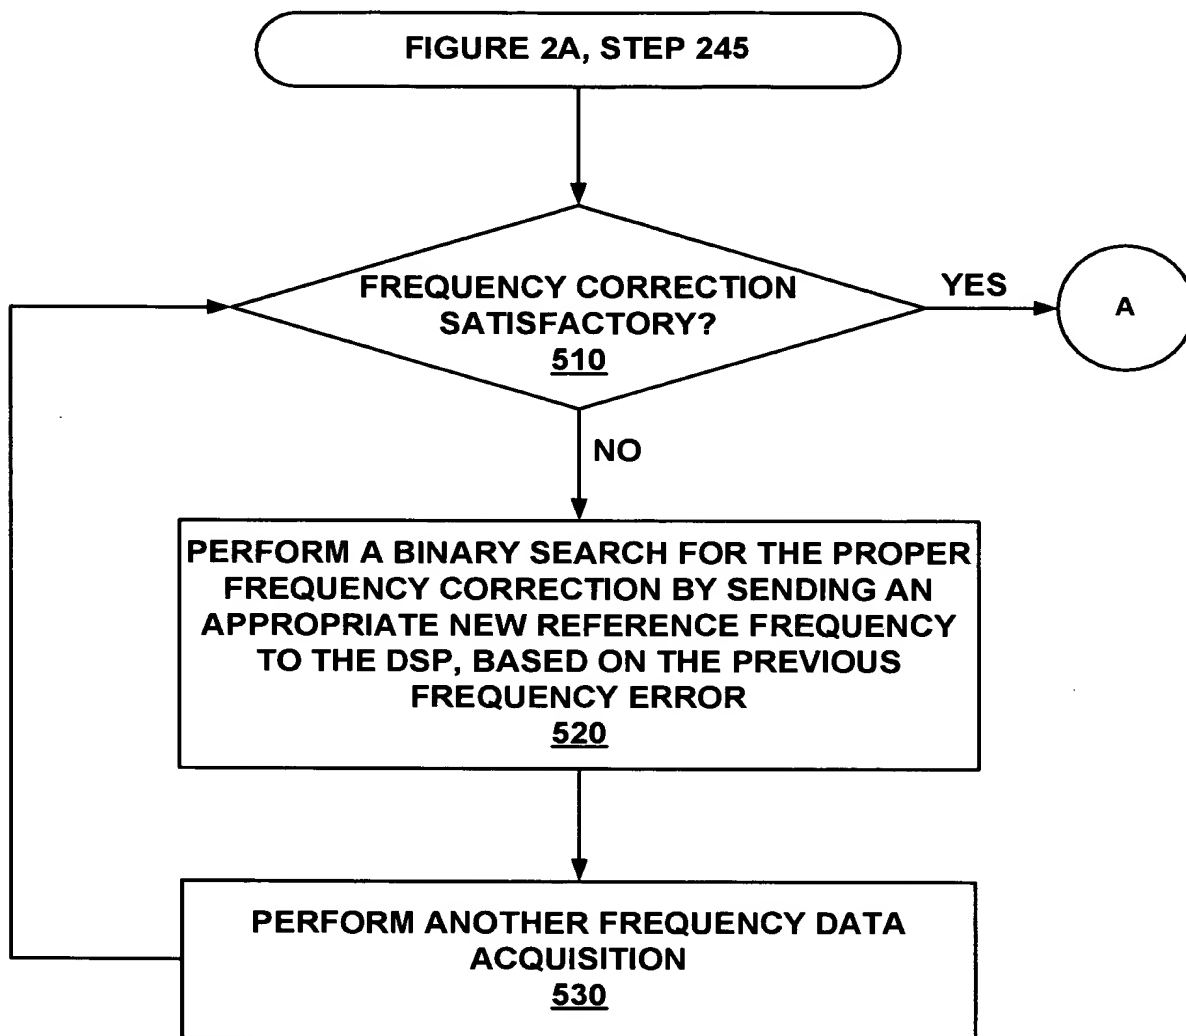 FIGURE 2A, STEP 245
FREQUENCY CORRECTION
SATISFACTORY?
510
YES
A
NO
PERFORM A BINARY SEARCH FOR THE PROPER
FREQUENCY CORRECTION BY SENDING AN
APPROPRIATE NEW REFERENCE FREQUENCY
TO THE DSP, BASED ON THE PREVIOUS
FREQUENCY ERROR
520
PERFORM ANOTHER FREQUENCY DATA
ACQUISITION
530